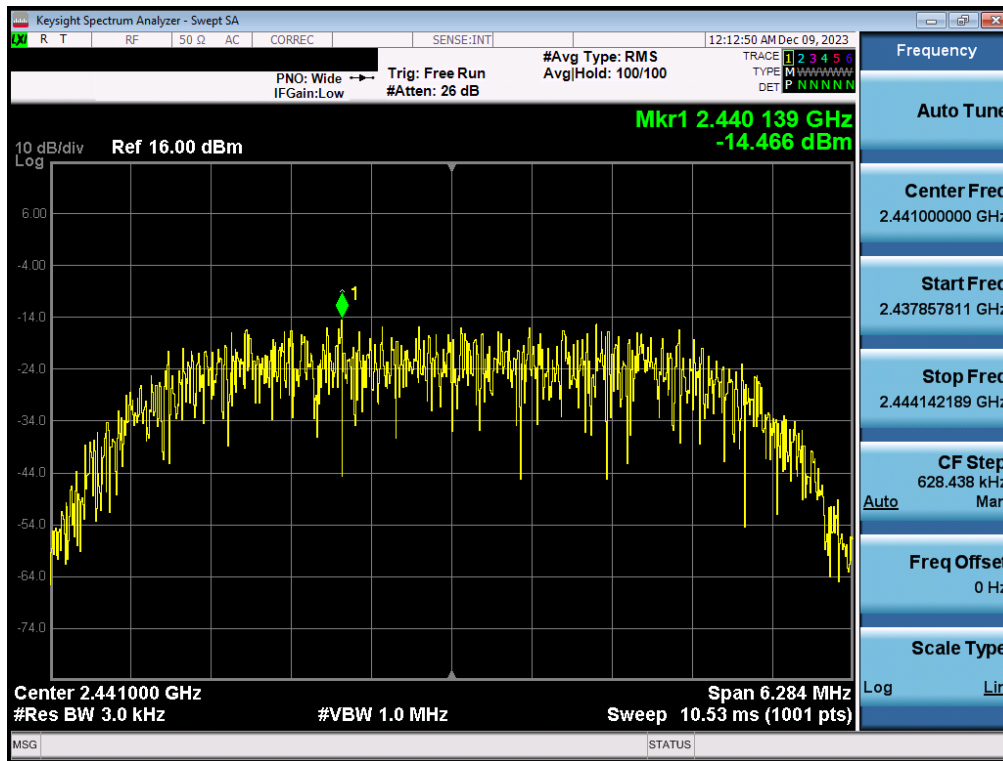 Keysight Spectrum Analyzer - Swept SA
LXI R T RF 50 Ω AC CORREC SENSE:INT 12:12:50 AM Dec 09, 2023
PNO: Wide
IFGain:Low
Trig: Free Run
#Atten: 26 dB
#Avg Type: RMS
Avg|Hold: 100/100
TRACE 1 2 3 4 5 6
TYPE M WWWWW
DET P N N N N N
Mkr1 2.440 139 GHz
-14.466 dBm
10 dB/div Ref 16.00 dBm
Log
6.00
-4.00
1
-14.0
-24.0
-34.0
-44.0
-54.0
-64.0
-74.0
Center 2.441000 GHz Span 6.284 MHz
#Res BW 3.0 kHz #VBW 1.0 MHz Sweep 10.53 ms (1001 pts)
MSG STATUS
Frequency
Auto Tune
Center Freq
2.441000000 GHz
Start Freq
2.437857811 GHz
Stop Freq
2.444142189 GHz
CF Step
628.438 kHz
Auto Man
Freq Offset
0 Hz
Scale Type
Log Lin